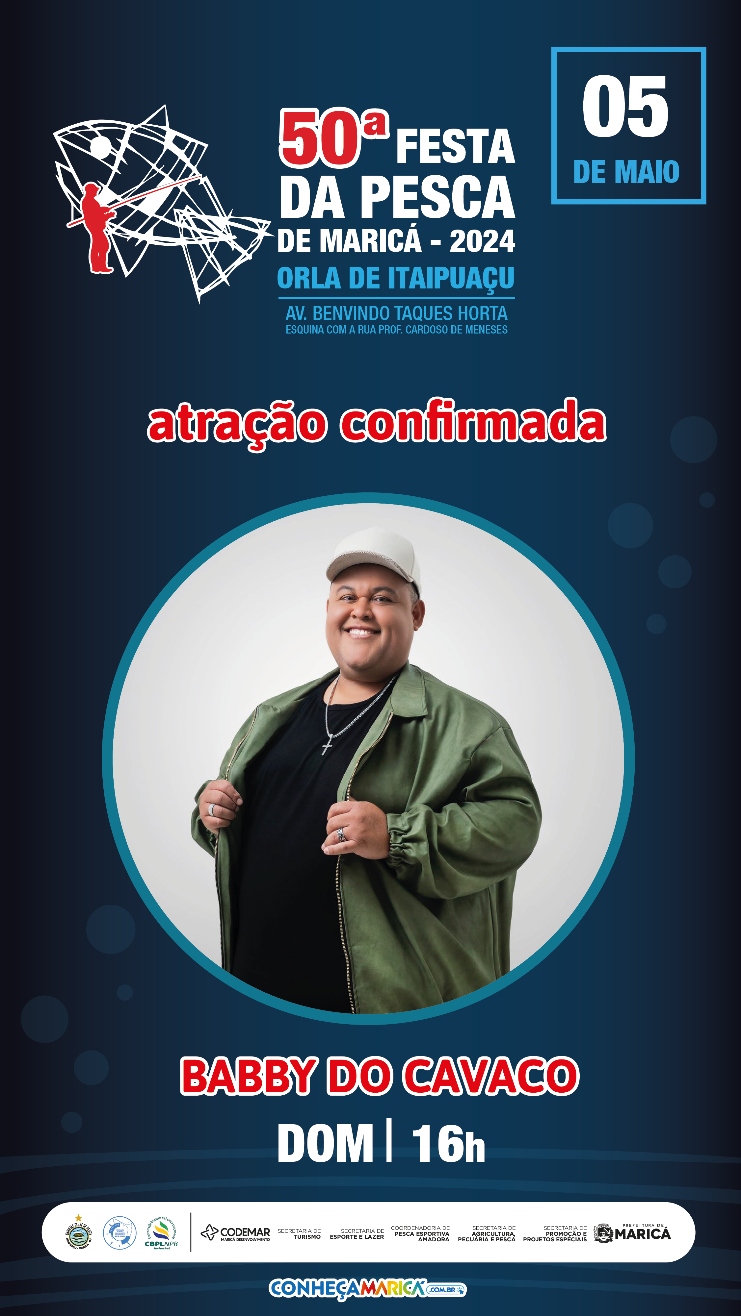 05
DE MAIO
50ª FESTA
DA PESCA
DE MARICÁ - 2024
ORLA DE ITAIPUAÇU
AV. BENVINDO TAQUES HORTA
ESQUINA COM A RUA PROF. CARDOSO DE MENESES
atração confirmada
BABBY DO CAVACO
DOM | 16h
CODEMAR
MARICÁ DESENVOLVIMENTO
SECRETARIA DE
TURISMO
SECRETARIA DE
ESPORTE E LAZER
COORDENADORIA DE
PESCA ESPORTIVA
AMADORA
SECRETARIA DE
AGRICULTURA,
PECUÁRIA E PESCA
SECRETARIA DE
PROMOÇÃO E
PROJETOS ESPECIAIS
PREFEITURA DE
MARICÁ
CONHEÇAMARICÁ.COM.BR